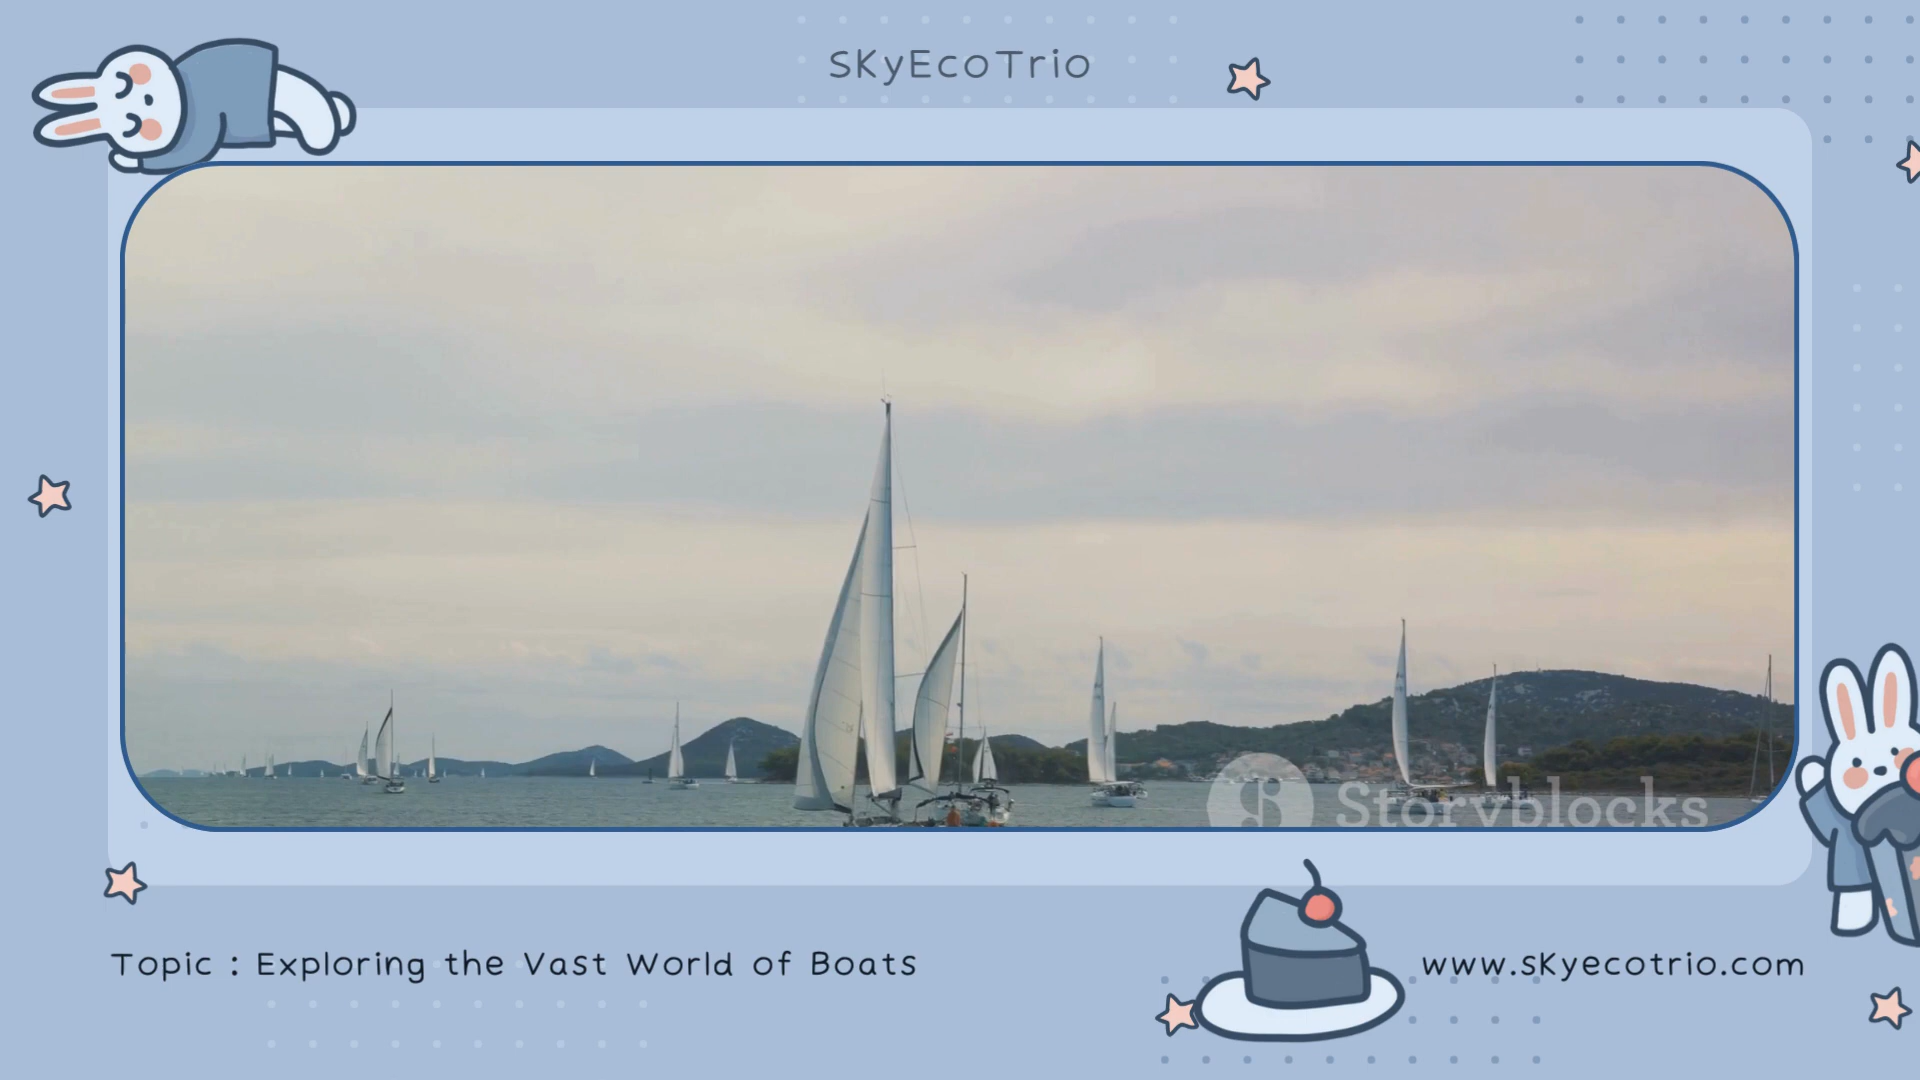 SKyEcoTrio
Storyblocks
Topic : Exploring the Vast World of Boats
www.sKyecotrio.com